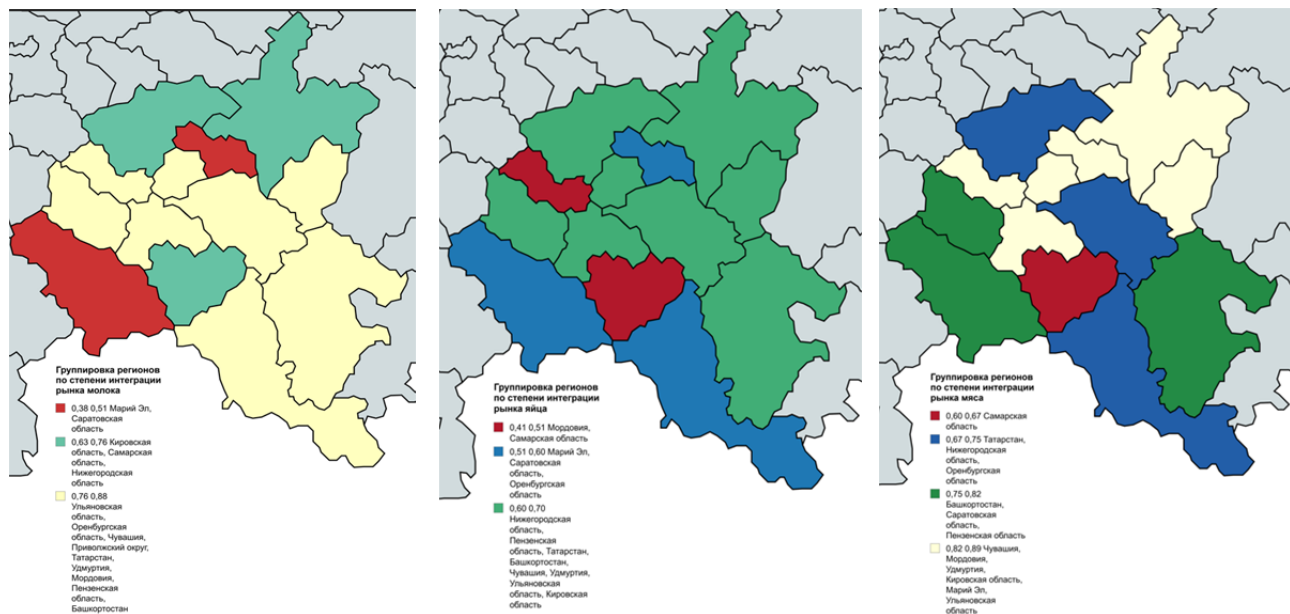 Группировка регионов
по степени интеграции
рынка молока
0,38 0,51 Марий Эл,
Саратовская
область
0,63 0,76 Кировская
область, Самарская
область,
Нижегородская
область
0,76 0,88
Ульяновская
область,
Оренбургская
область, Чувашия,
Приволжский округ,
Татарстан,
Удмуртия,
Мордовия,
Пензенская
область,
Башкортостан
Группировка регионов
по степени интеграции
рынка яйца
0,41 0,51 Мордовия,
Самарская область
0,51 0,60 Марий Эл,
Саратовская
область,
Оренбургская
область
0,60 0,70
Нижегородская
область,
Пензенская
область, Татарстан,
Башкортостан,
Чувашия, Удмуртия,
Ульяновская
область, Кировская
область
Группировка регионов
по степени интеграции
рынка мяса
0,60 0,67 Самарская
область
0,67 0,75 Татарстан,
Нижегородская
область,
Оренбургская
область
0,75 0,82
Башкортостан,
Саратовская
область,
Пензенская область
0,82 0,89 Чувашия,
Мордовия,
Удмуртия,
Кировская область,
Марий Эл,
Ульяновская
область